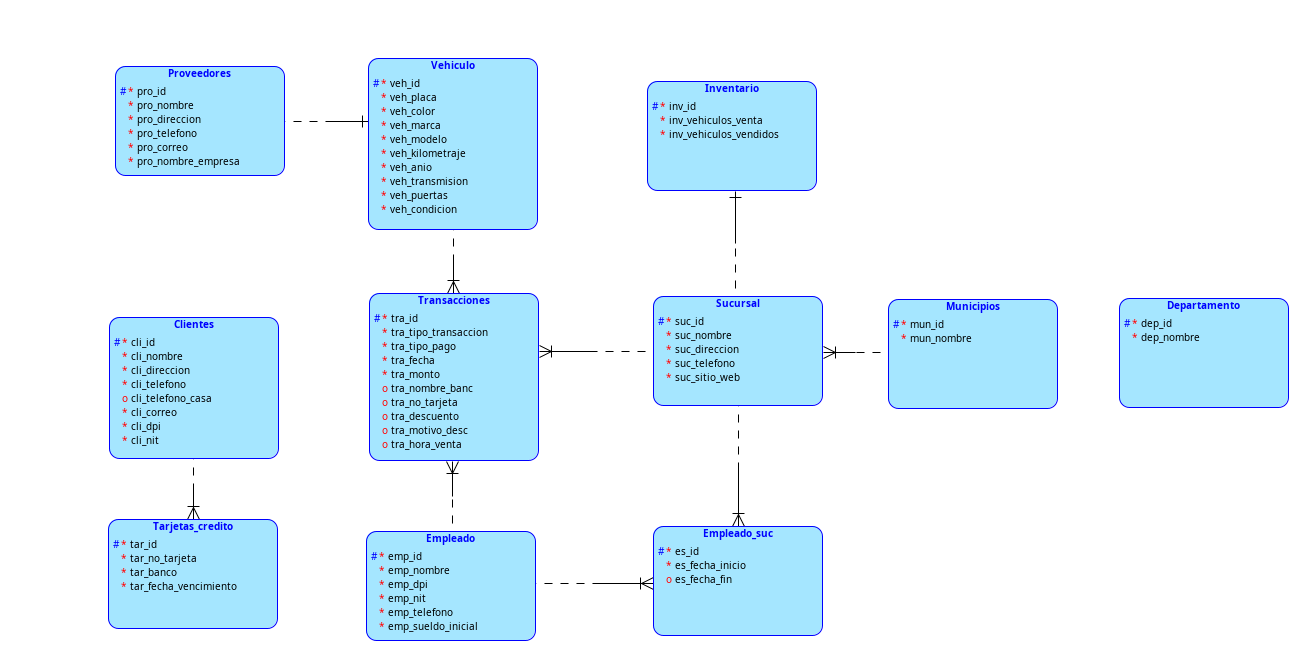 Proveedores
#* pro_id
* pro_nombre
* pro_direccion
* pro_telefono
* pro_correo
* pro_nombre_empresa
Vehiculo
#* veh_id
* veh_placa
* veh_color
* veh_marca
* veh_modelo
* veh_kilometraje
* veh_anio
* veh_transmision
* veh_puertas
* veh_condicion
Inventario
#* inv_id
* inv_vehiculos_venta
* inv_vehiculos_vendidos
Clientes
#* cli_id
* cli_nombre
* cli_direccion
* cli_telefono
o cli_telefono_casa
* cli_correo
* cli_dpi
* cli_nit
Transacciones
#* tra_id
* tra_tipo_transaccion
* tra_tipo_pago
* tra_fecha
* tra_monto
o tra_nombre_banc
o tra_no_tarjeta
o tra_descuento
o tra_motivo_desc
o tra_hora_venta
Sucursal
#* suc_id
* suc_nombre
* suc_direccion
* suc_telefono
* suc_sitio_web
Municipios
#* mun_id
* mun_nombre
Departamento
#* dep_id
* dep_nombre
Tarjetas_credito
#* tar_id
* tar_no_tarjeta
* tar_banco
* tar_fecha_vencimiento
Empleado
#* emp_id
* emp_nombre
* emp_dpi
* emp_nit
* emp_telefono
* emp_sueldo_inicial
Empleado_suc
#* es_id
* es_fecha_inicio
o es_fecha_fin